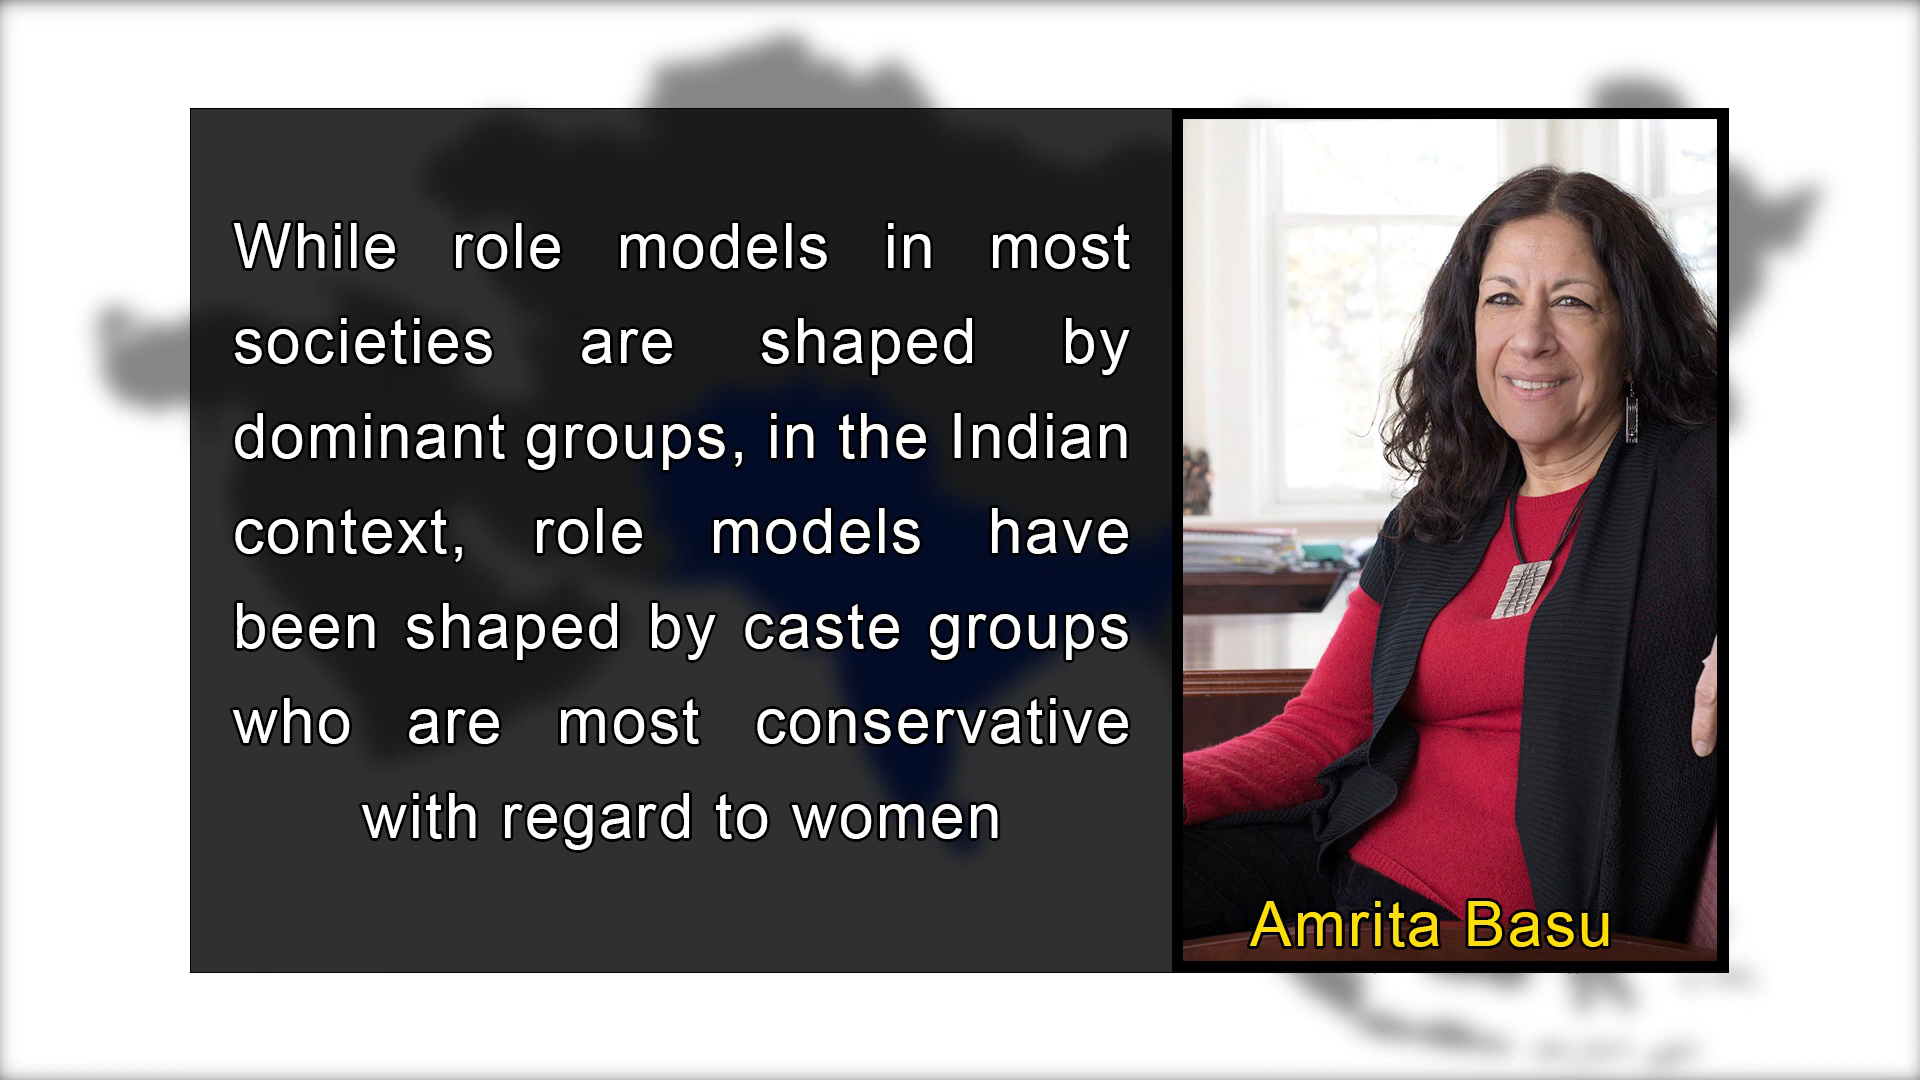 While role models in most
societies are shaped by
dominant groups, in the Indian
context, role models have
been shaped by caste groups
who are most conservative
with regard to women
Amrita Basu